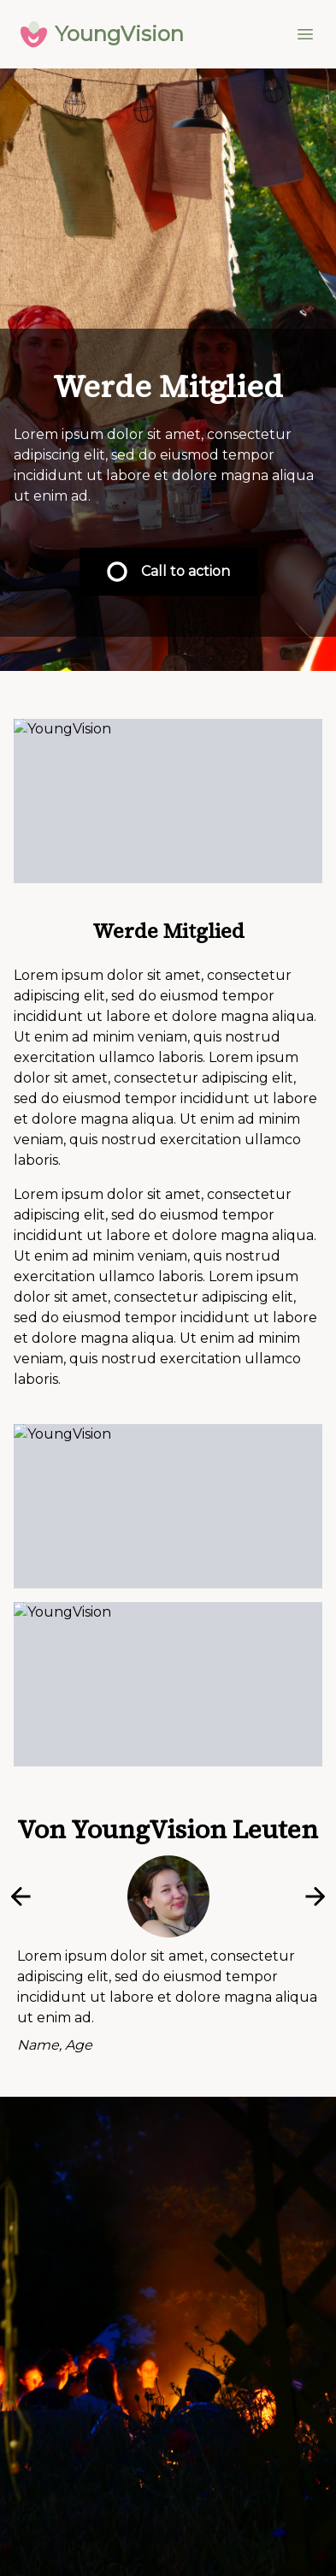 YoungVision
Werde Mitglied
Lorem ipsum dolor sit amet, consectetur
adipiscing elit, sed do eiusmod tempor
incididunt ut labore et dolore magna aliqua
ut enim ad.
Call to action
YoungVision
Werde Mitglied
Lorem ipsum dolor sit amet, consectetur
adipiscing elit, sed do eiusmod tempor
incididunt ut labore et dolore magna aliqua.
Ut enim ad minim veniam, quis nostrud
exercitation ullamco laboris. Lorem ipsum
dolor sit amet, consectetur adipiscing elit,
sed do eiusmod tempor incididunt ut labore
et dolore magna aliqua. Ut enim ad minim
veniam, quis nostrud exercitation ullamco
laboris.
Lorem ipsum dolor sit amet, consectetur
adipiscing elit, sed do eiusmod tempor
incididunt ut labore et dolore magna aliqua.
Ut enim ad minim veniam, quis nostrud
exercitation ullamco laboris. Lorem ipsum
dolor sit amet, consectetur adipiscing elit,
sed do eiusmod tempor incididunt ut labore
et dolore magna aliqua. Ut enim ad minim
veniam, quis nostrud exercitation ullamco
laboris.
YoungVision
YoungVision
Von YoungVision Leuten
Lorem ipsum dolor sit amet, consectetur
adipiscing elit, sed do eiusmod tempor
incididunt ut labore et dolore magna aliqua
ut enim ad.
Name, Age